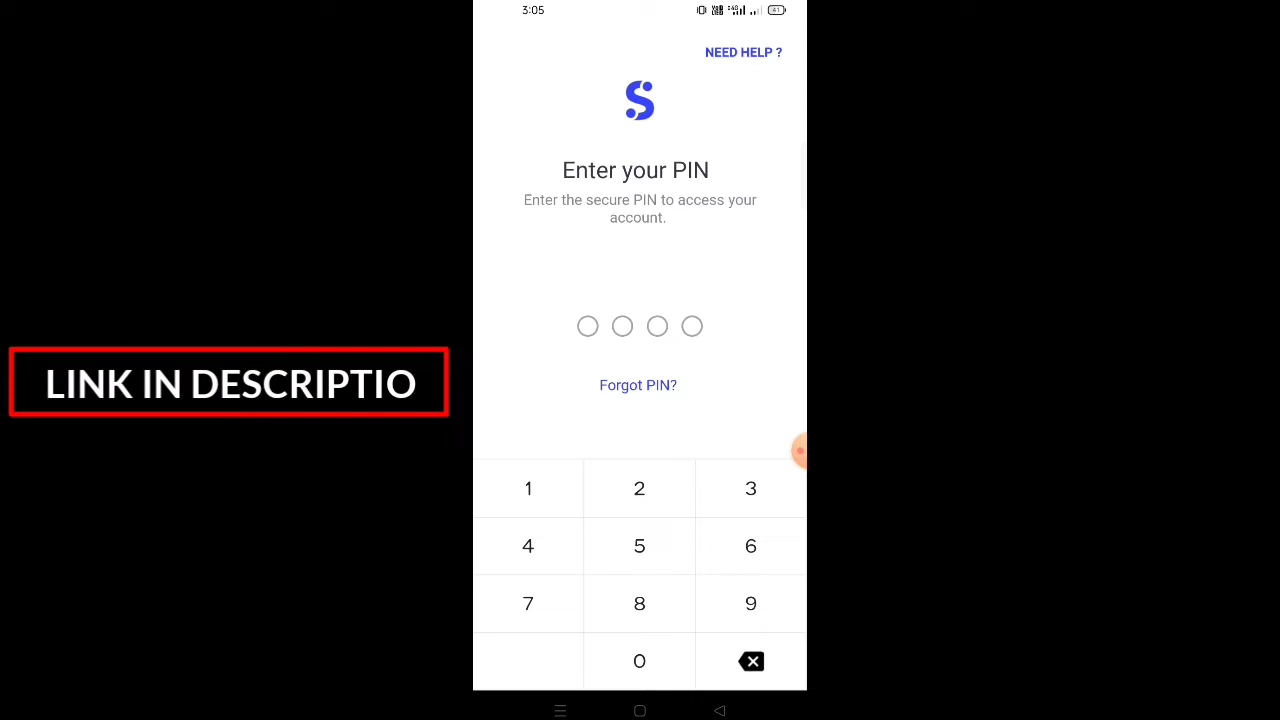 3:05
41
NEED HELP ?
S
Enter your PIN
Enter the secure PIN to access your
account.
Forgot PIN?
LINK IN DESCRIPTIO
1 2 3
4 5 6
7 8 9
0